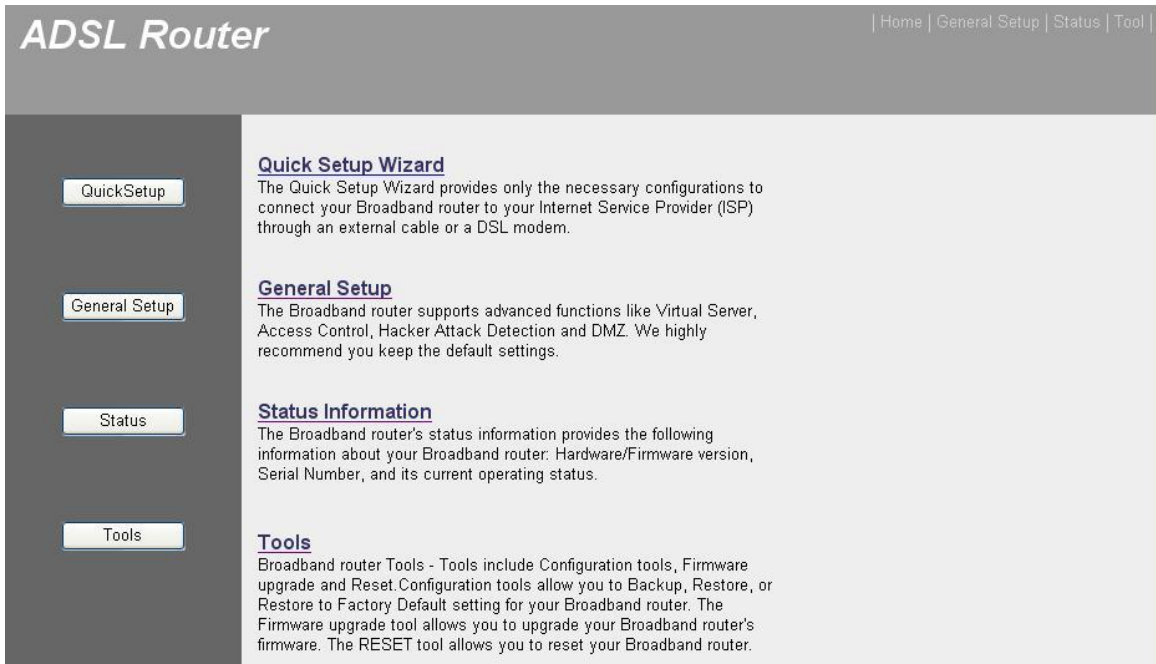 ADSL Router
| Home | General Setup | Status | Tool |
QuickSetup
General Setup
Status
Tools
Quick Setup Wizard
The Quick Setup Wizard provides only the necessary configurations to
connect your Broadband router to your Internet Service Provider (ISP)
through an external cable or a DSL modem.
General Setup
The Broadband router supports advanced functions like Virtual Server,
Access Control, Hacker Attack Detection and DMZ. We highly
recommend you keep the default settings.
Status Information
The Broadband router's status information provides the following
information about your Broadband router: Hardware/Firmware version,
Serial Number, and its current operating status.
Tools
Broadband router Tools - Tools include Configuration tools, Firmware
upgrade and Reset.Configuration tools allow you to Backup, Restore, or
Restore to Factory Default setting for your Broadband router. The
Firmware upgrade tool allows you to upgrade your Broadband router's
firmware. The RESET tool allows you to reset your Broadband router.